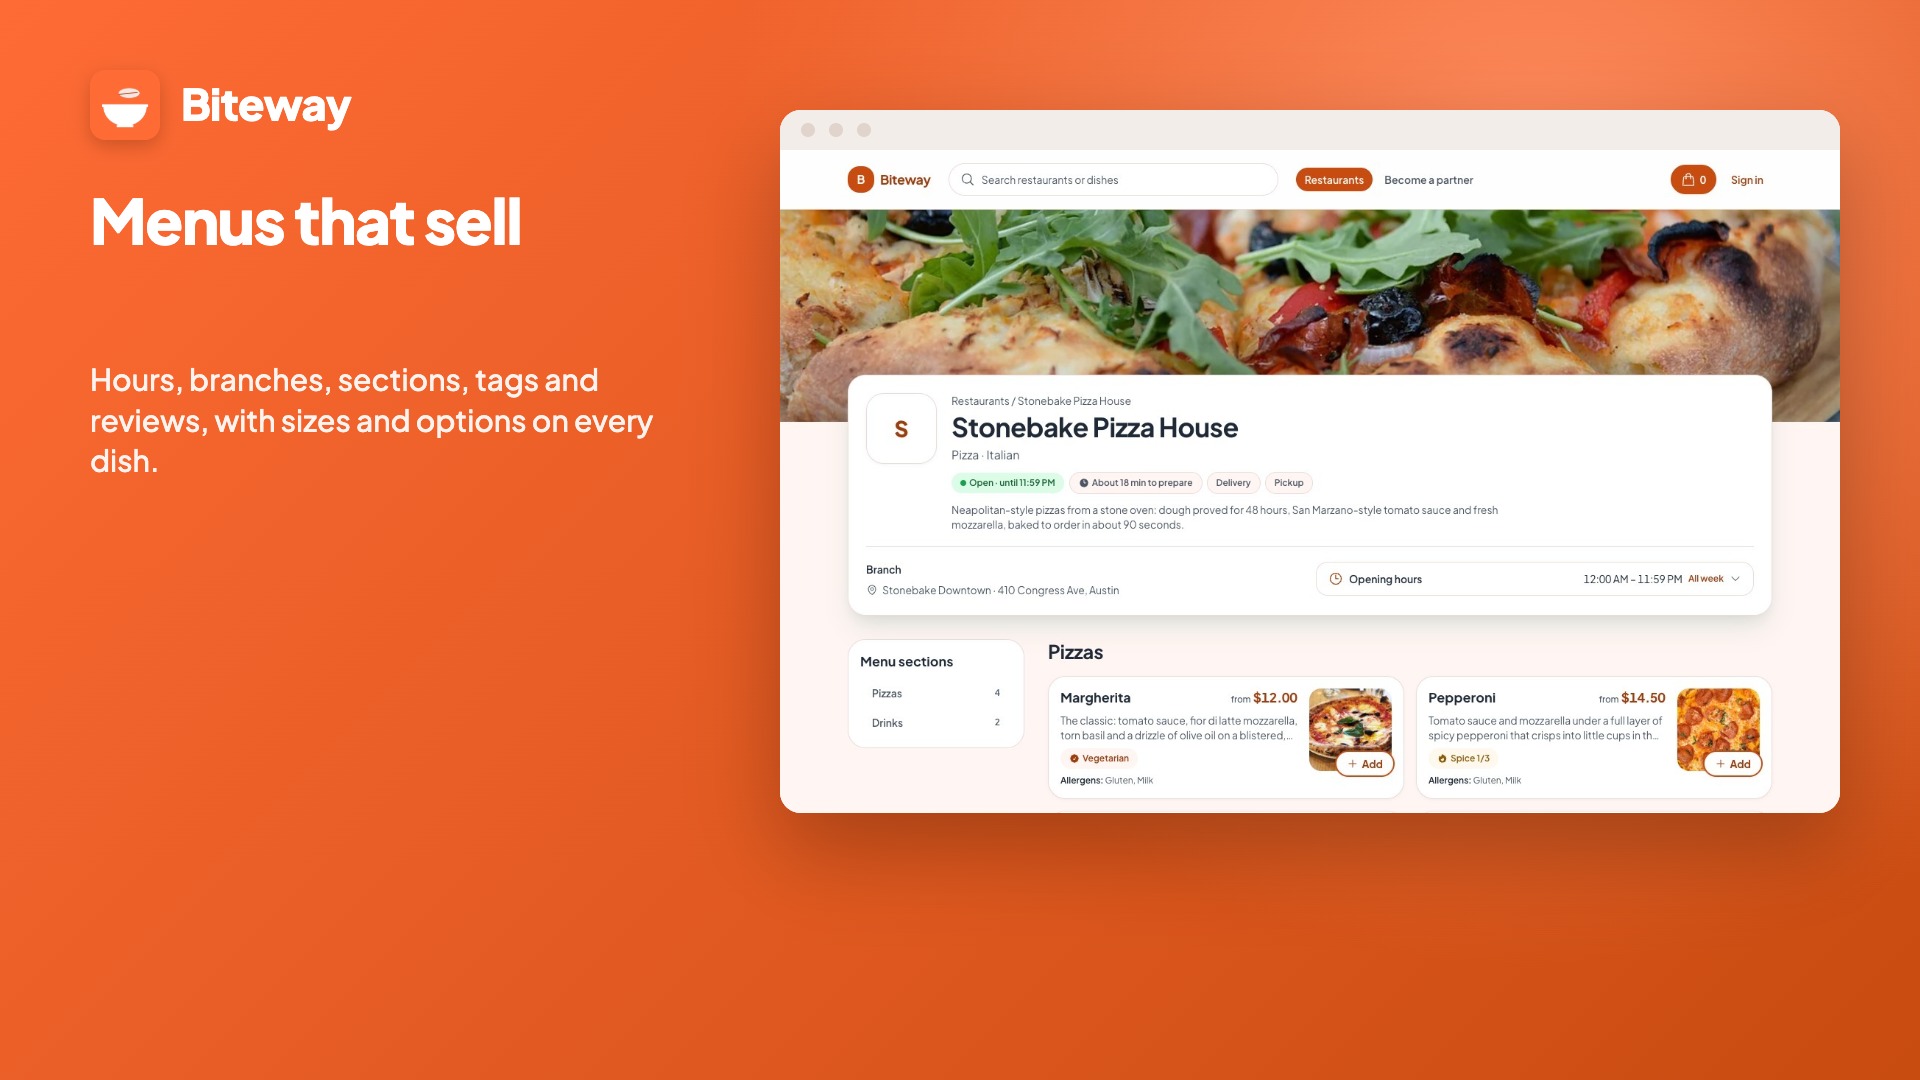 Biteway
Menus that sell
Hours, branches, sections, tags and
reviews, with sizes and options on every
dish.
B Biteway
Search restaurants or dishes
Restaurants
Become a partner
0
Sign in
Restaurants / Stonebake Pizza House
S
Stonebake Pizza House
Pizza · Italian
Open · until 11:59 PM
About 18 min to prepare
Delivery
Pickup
Neapolitan-style pizzas from a stone oven: dough proved for 48 hours, San Marzano-style tomato sauce and fresh
mozzarella, baked to order in about 90 seconds.
Branch
Stonebake Downtown · 410 Congress Ave, Austin
Opening hours
12:00 AM – 11:59 PM All week
Menu sections
Pizzas 4
Drinks 2
Pizzas
Margherita
from $12.00
The classic: tomato sauce, fior di latte mozzarella,
torn basil and a drizzle of olive oil on a blistered,...
Vegetarian
+ Add
Allergens: Gluten, Milk
Pepperoni
from $14.50
Tomato sauce and mozzarella under a full layer of
spicy pepperoni that crisps into little cups in th...
Spice 1/3
+ Add
Allergens: Gluten, Milk